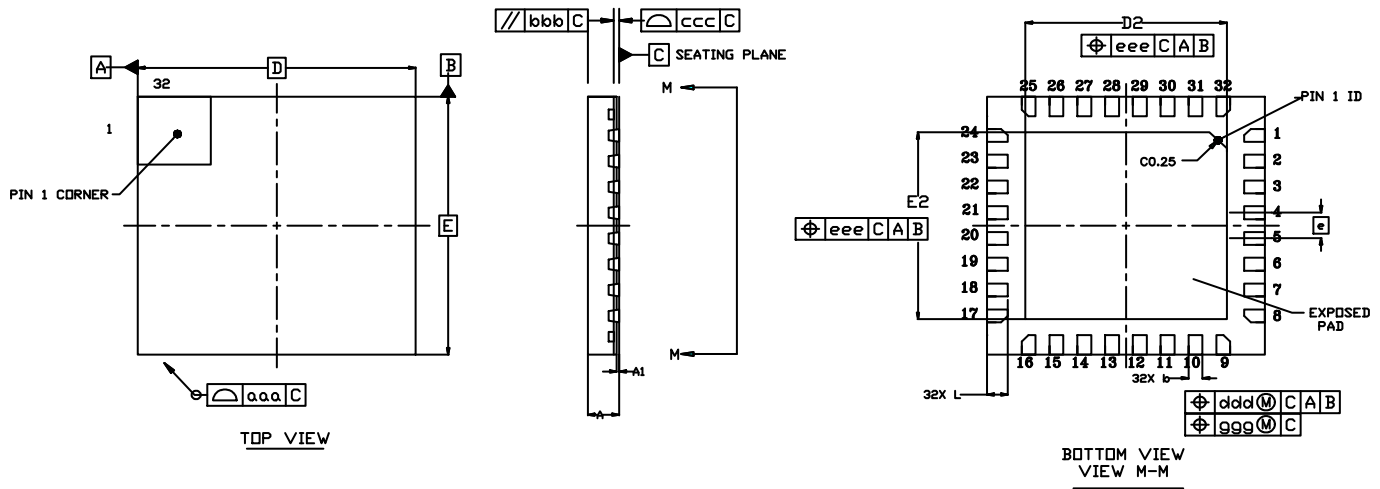 A
D
B
32
1
PIN 1 CORNER
E
aaa C
TOP VIEW
// bbb C
ccc C
C SEATING PLANE
M
M
A1
A
D2
⌖ eee C A B
25 26 27 28 29 30 31 32
PIN 1 ID
C0.25
24
23
22
21
20
19
18
17
1
2
3
4
5
6
7
8
E2
⌖ eee C A B
e
EXPOSED
PAD
16 15 14 13 12 11 10 9
32X b
32X L
⌖ dddⓂ C A B
⌖ gggⓂ C
BOTTOM VIEW
VIEW M-M